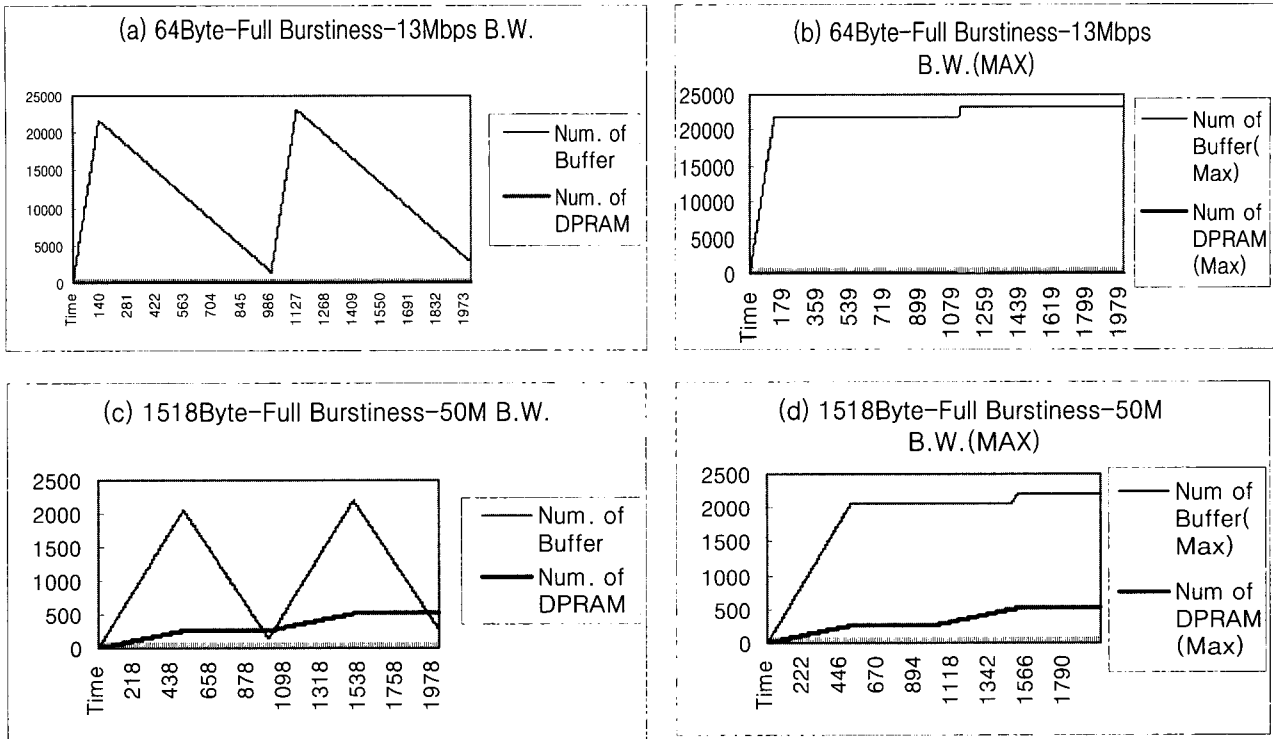 (a) 64Byte-Full Burstiness-13Mbps B.W.
25000
20000
15000
10000
5000
0
Time 140 281 422 563 704 845 986 1127 1268 1409 1550 1691 1832 1973
Num. of
Buffer
Num. of
DPRAM
(b) 64Byte-Full Burstiness-13Mbps
B.W.(MAX)
25000
20000
15000
10000
5000
0
Time 179 359 539 719 899 1079 1259 1439 1619 1799 1979
Num of
Buffer(
Max)
Num of
DPRAM
(Max)
(c) 1518Byte-Full Burstiness-50M B.W.
2500
2000
1500
1000
500
0
Time 218 438 658 878 1098 1318 1538 1758 1978
Num. of
Buffer
Num. of
DPRAM
(d) 1518Byte-Full Burstiness-50M
B.W.(MAX)
2500
2000
1500
1000
500
0
Time 222 446 670 894 1118 1342 1566 1790
Num of
Buffer(
Max)
Num of
DPRAM
(Max)